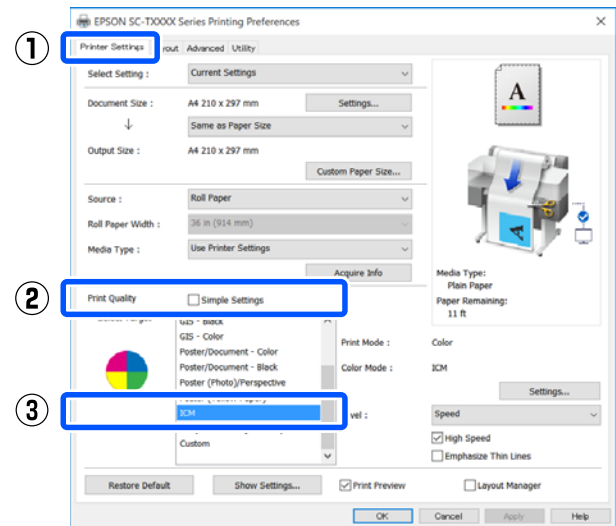 EPSON SC-TXXXX Series Printing Preferences
1
Printer Settings yout Advanced Utility
Select Setting : Current Settings
Document Size : A4 210 x 297 mm Settings...
Same as Paper Size
Output Size : A4 210 x 297 mm
Custom Paper Size...
A
Source : Roll Paper
Roll Paper Width : 36 in (914 mm)
Media Type : Use Printer Settings
Acquire Info
Media Type:
Plain Paper
Paper Remaining:
11 ft
2
Print Quality Simple Settings
GIS - Black
GIS - Color
Poster/Document - Color
Poster/Document - Black
Poster (Photo)/Perspective
3
ICM
Custom
Print Mode : Color
Color Mode : ICM
Settings...
vel : Speed
High Speed
Emphasize Thin Lines
Restore Default Show Settings... Print Preview Layout Manager
OK Cancel Apply Help